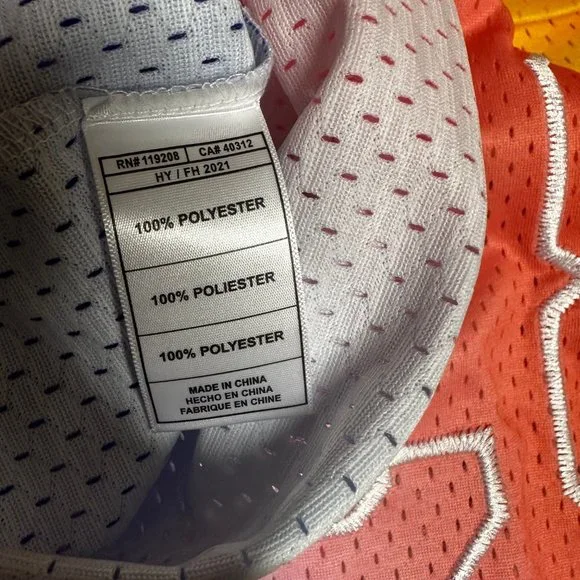 RN# 119208 CA# 40312
HY / FH 2021
100% POLYESTER
100% POLIESTER
100% POLYESTER
MADE IN CHINA
HECHO EN CHINA
FABRIQUE EN CHINE